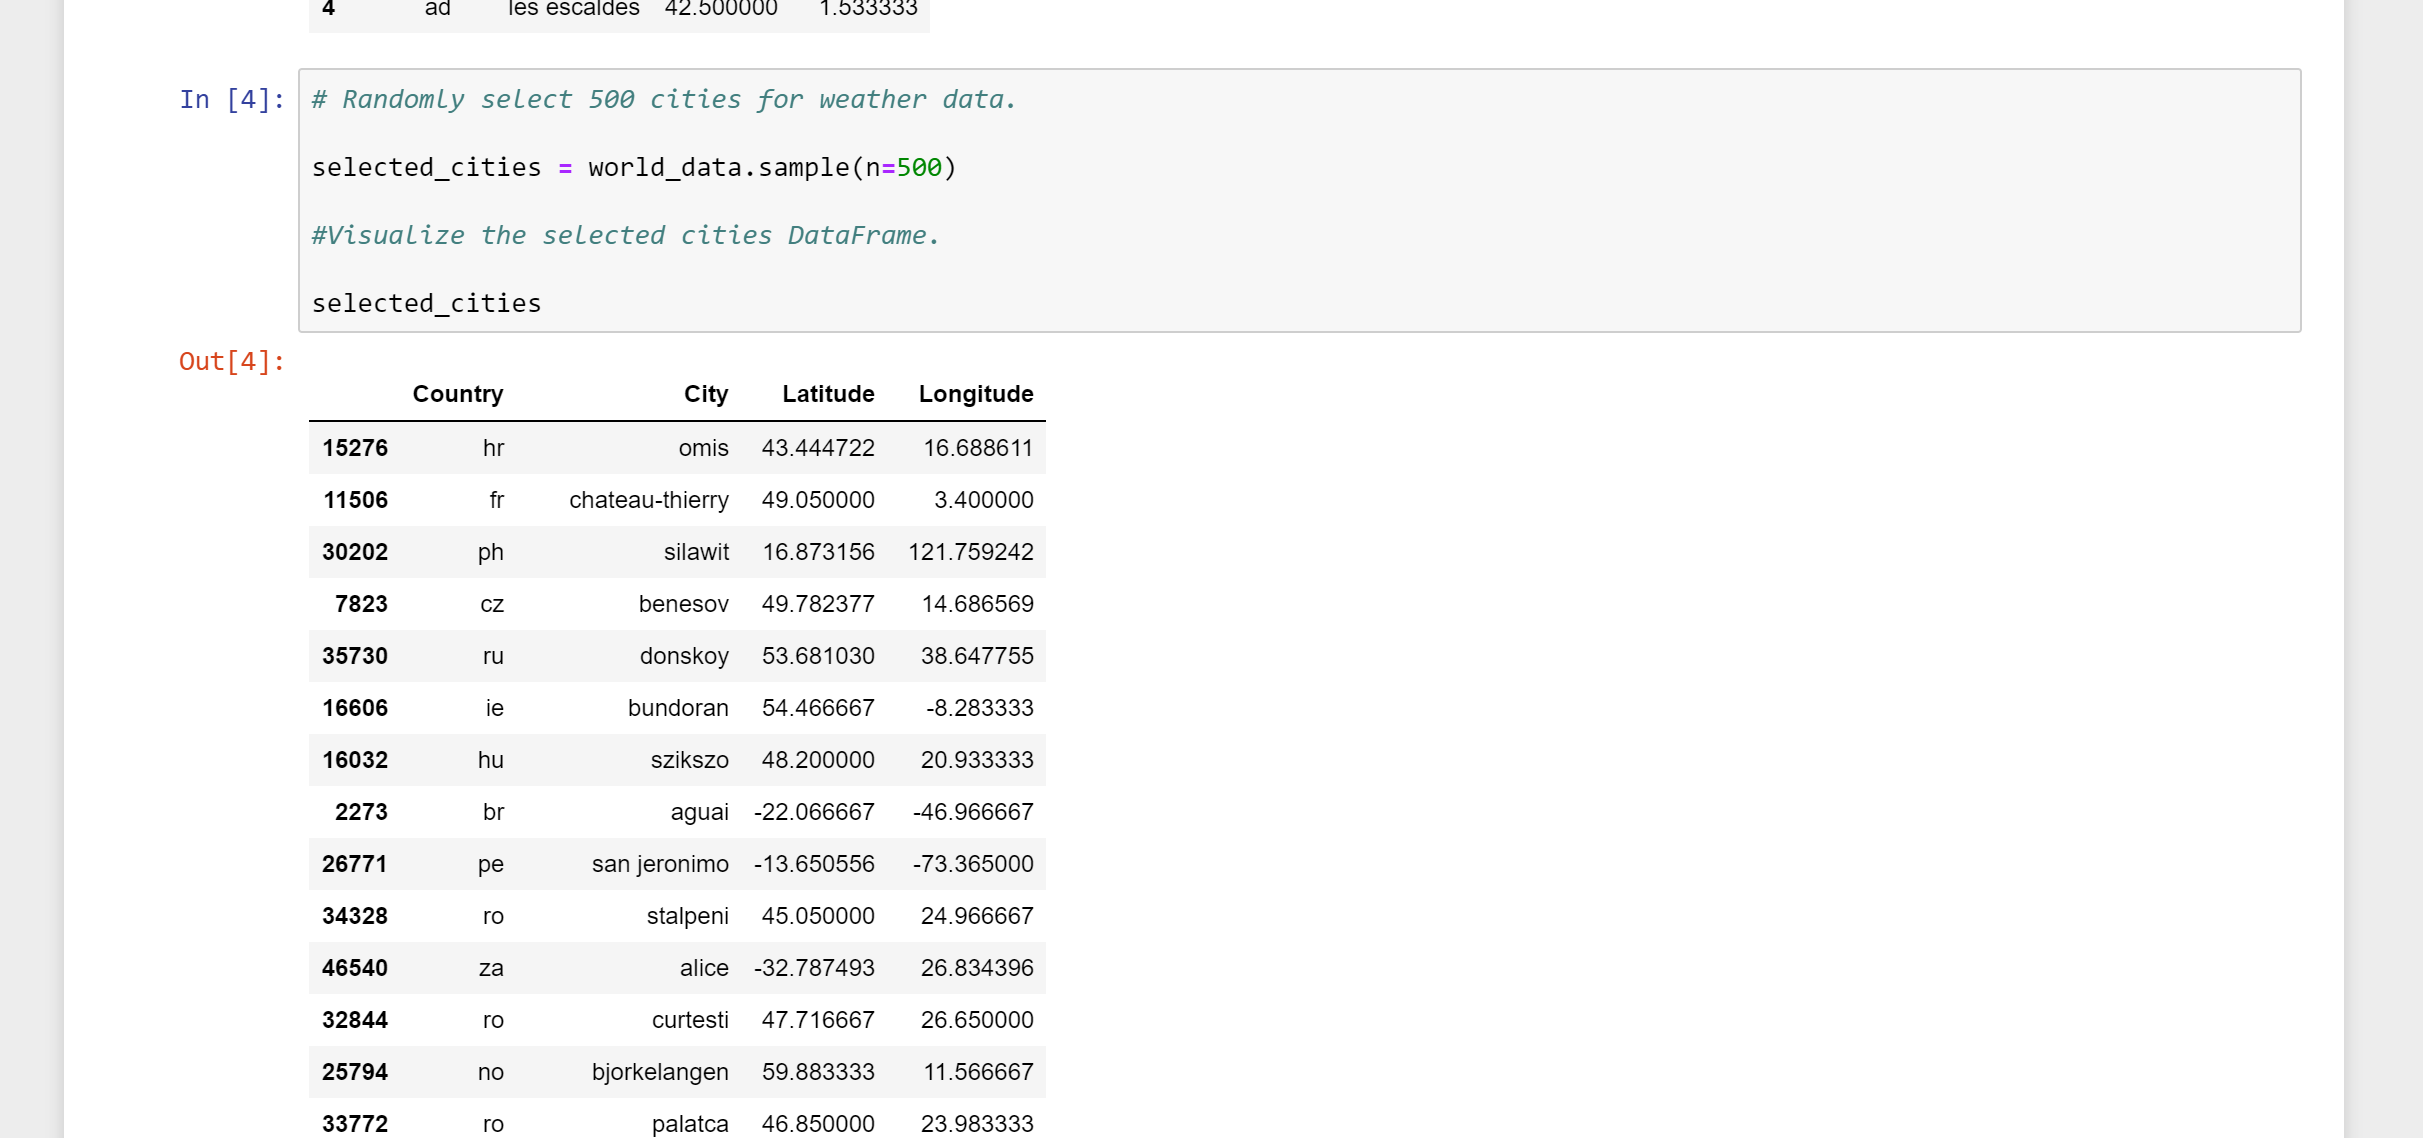 4 ad les escaldes 42.500000 1.533333
In [4]: # Randomly select 500 cities for weather data.
selected_cities = world_data.sample(n=500)
#Visualize the selected cities DataFrame.
selected_cities
Out[4]:
Country City Latitude Longitude
15276 hr omis 43.444722 16.688611
11506 fr chateau-thierry 49.050000 3.400000
30202 ph silawit 16.873156 121.759242
7823 cz benesov 49.782377 14.686569
35730 ru donskoy 53.681030 38.647755
16606 ie bundoran 54.466667 -8.283333
16032 hu szikszo 48.200000 20.933333
2273 br aguai -22.066667 -46.966667
26771 pe san jeronimo -13.650556 -73.365000
34328 ro stalpeni 45.050000 24.966667
46540 za alice -32.787493 26.834396
32844 ro curtesti 47.716667 26.650000
25794 no bjorkelangen 59.883333 11.566667
33772 ro palatca 46.850000 23.983333